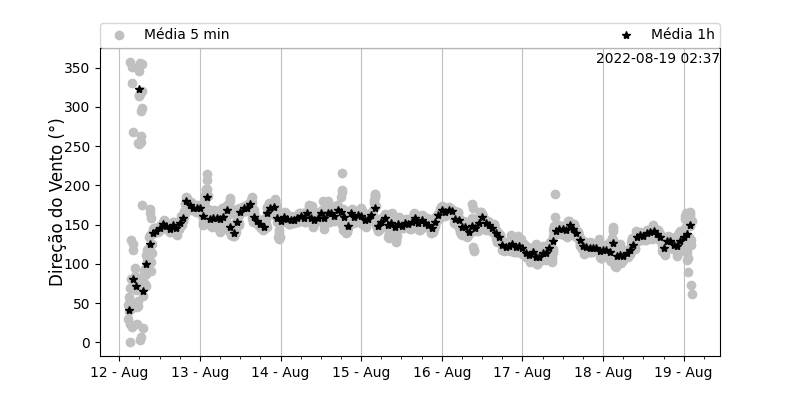 Média 5 min
Média 1h
2022-08-19 02:37
Direção do Vento (°)
350
300
250
200
150
100
50
0
12 - Aug
13 - Aug
14 - Aug
15 - Aug
16 - Aug
17 - Aug
18 - Aug
19 - Aug